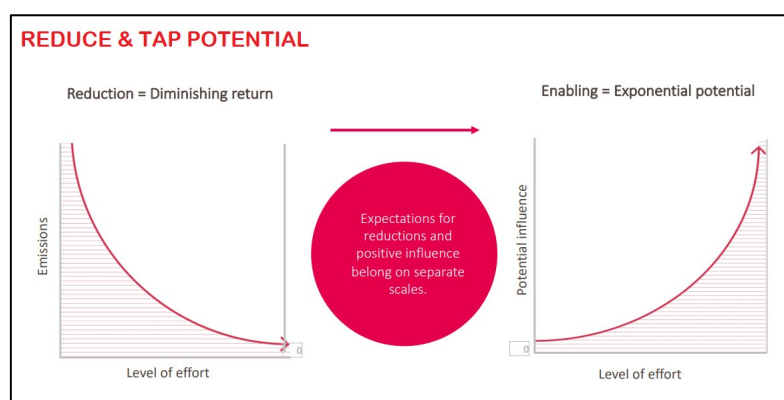 REDUCE & TAP POTENTIAL
Reduction = Diminishing return
Enabling = Exponential potential
Emissions
0
Level of effort
Expectations for
reductions and
positive influence
belong on separate
scales.
Potential influence
0
Level of effort